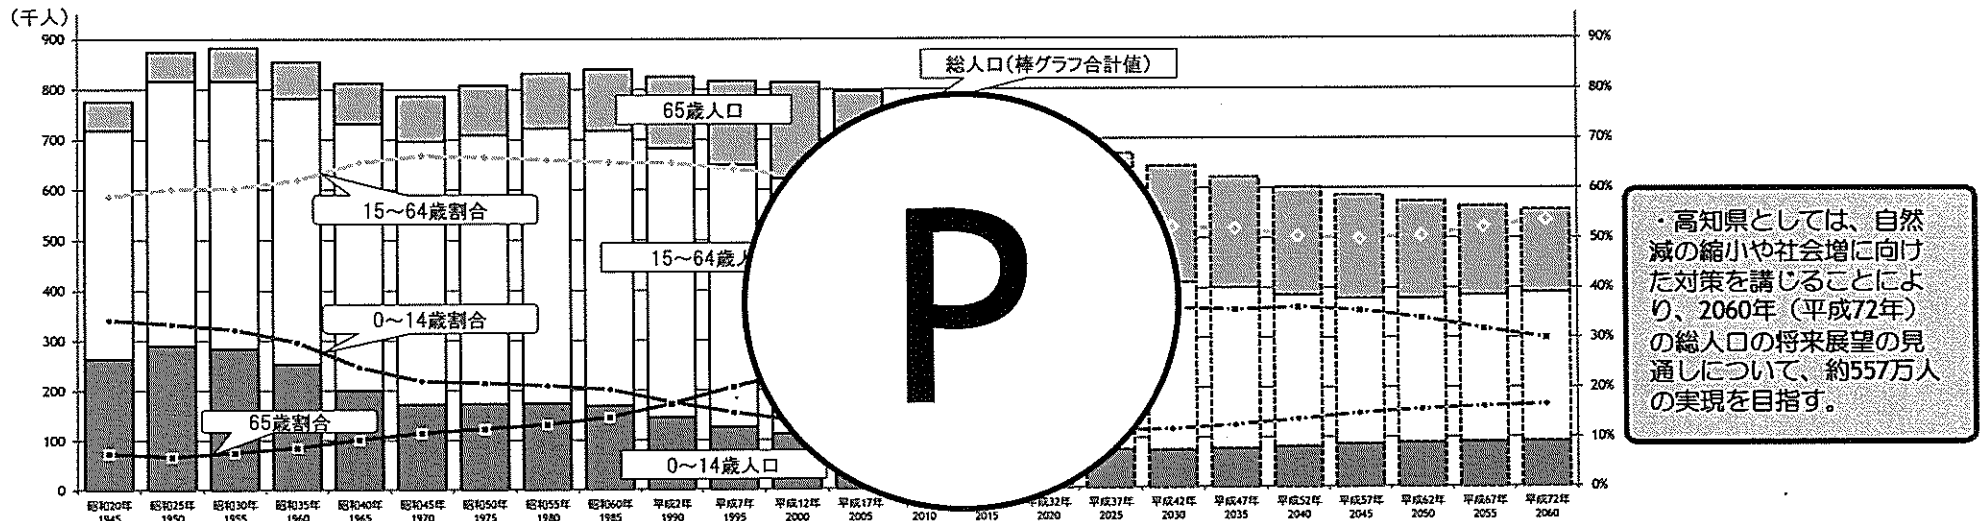 （千人）
900
800
700
600
500
400
300
200
100
0
90%
80%
70%
60%
50%
40%
30%
20%
10%
0%
総人口（棒グラフ合計値）
65歳人口
15～64歳割合
15～64歳人
0～14歳割合
65歳割合
0～14歳人口
P
昭和20年 昭和25年 昭和30年 昭和35年 昭和40年 昭和45年 昭和50年 昭和55年 昭和60年 平成2年 平成7年 平成12年 平成17年 平成32年 平成37年 平成42年 平成47年 平成52年 平成57年 平成62年 平成67年 平成72年
1945 1950 1955 1960 1965 1970 1975 1980 1985 1990 1995 2000 2005 2010 2015 2020 2025 2030 2035 2040 2045 2050 2055 2060
・高知県としては、自然
減の縮小や社会増に向け
た対策を講じることによ
り、2060年（平成72年）
の総人口の将来展望の見
通しについて、約557万人
の実現を目指す。